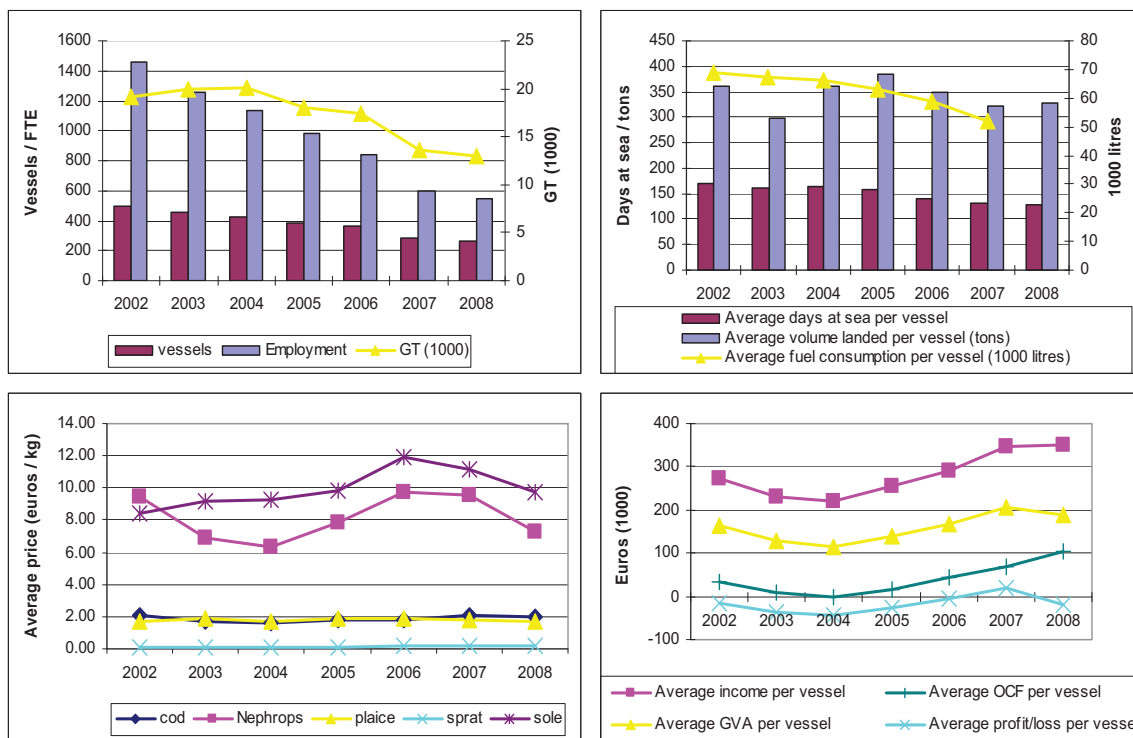 1600
1400
1200
1000
800
600
400
200
0
Vessels / FTE
25
20
15
10
5
0
GT (1000)
2002 2003 2004 2005 2006 2007 2008
vessels Employment GT (1000)
450
400
350
300
250
200
150
100
50
0
Days at sea / tons
80
70
60
50
40
30
20
10
0
1000 litres
2002 2003 2004 2005 2006 2007 2008
Average days at sea per vessel
Average volume landed per vessel (tons)
Average fuel consumption per vessel (1000 litres)
14.00
12.00
10.00
8.00
6.00
4.00
2.00
0.00
Average price (euros / kg)
2002 2003 2004 2005 2006 2007 2008
cod Nephrops plaice sprat sole
400
300
200
100
0
-100
Euros (1000)
2002 2003 2004 2005 2006 2007 2008
Average income per vessel Average OCF per vessel
Average GVA per vessel Average profit/loss per vesse